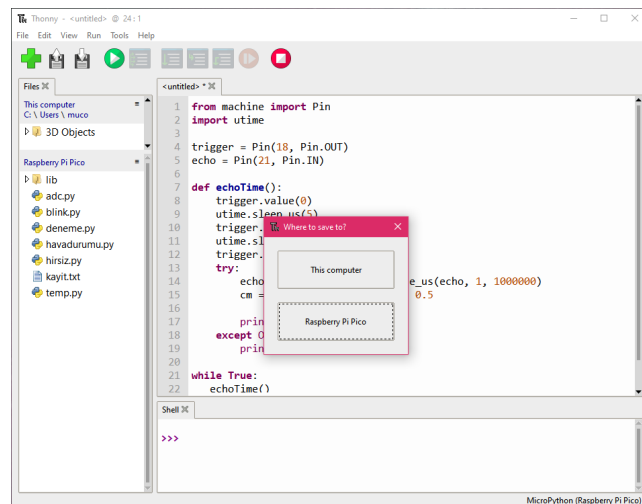 Thonny - <untitled> @ 24 : 1
File Edit View Run Tools Help
Files
This computer
C: \ Users \ muco
3D Objects
Raspberry Pi Pico
lib
adc.py
blink.py
deneme.py
havadurumu.py
hirsiz.py
kayit.txt
temp.py
<untitled> *
1 from machine import Pin
2 import utime
3
4 trigger = Pin(18, Pin.OUT)
5 echo = Pin(21, Pin.IN)
6
7 def echoTime():
8 trigger.value(0)
9 utime.sleep_us(5)
10 trigger.
11 utime.sl
12 trigger.
13 try:
14 echo e_us(echo, 1, 1000000)
15 cm = 0.5
16
17 prin
18 except O
19 prin
20
21 while True:
22 echoTime()
Where to save to?
This computer
Raspberry Pi Pico
Shell
>>>
MicroPython (Raspberry Pi Pico)